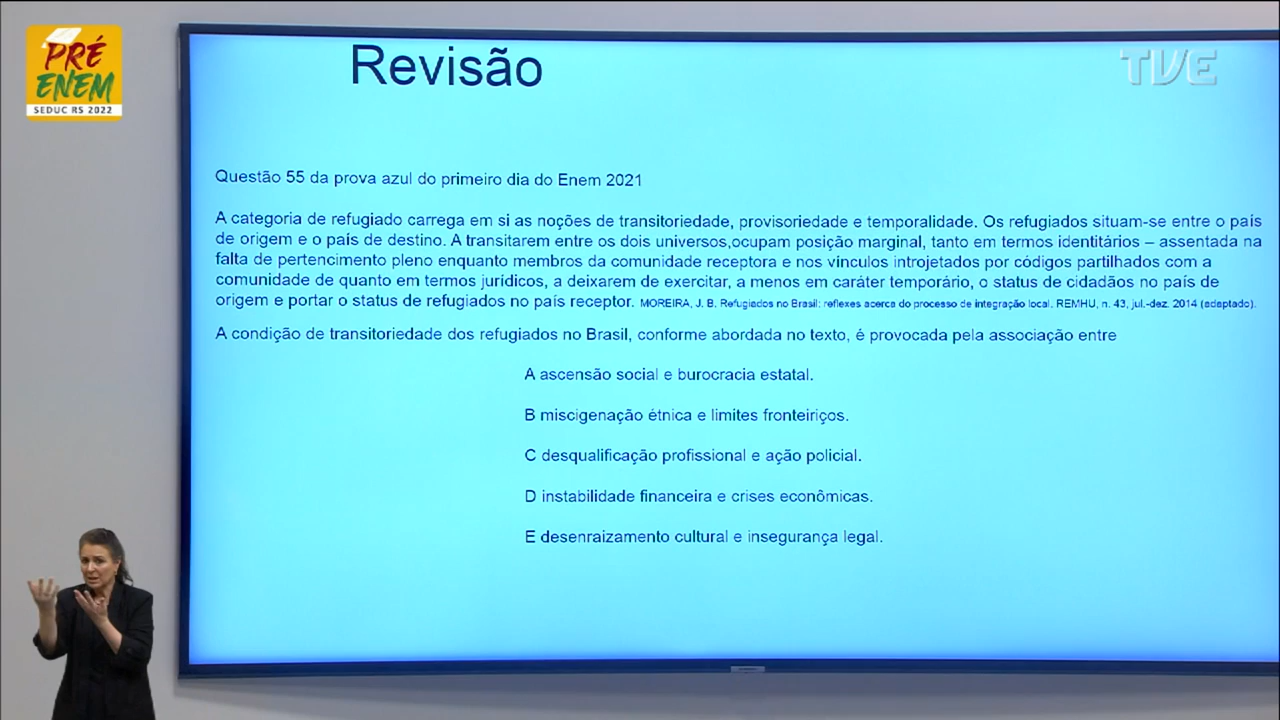 PRÉ
ENEM
SEDUC RS 2022
TVE
Revisão
Questão 55 da prova azul do primeiro dia do Enem 2021
A categoria de refugiado carrega em si as noções de transitoriedade, provisoriedade e temporalidade. Os refugiados situam-se entre o país
de origem e o país de destino. A transitarem entre os dois universos,ocupam posição marginal, tanto em termos identitários – assentada na
falta de pertencimento pleno enquanto membros da comunidade receptora e nos vínculos introjetados por códigos partilhados com a
comunidade de quanto em termos jurídicos, a deixarem de exercitar, a menos em caráter temporário, o status de cidadãos no país de
origem e portar o status de refugiados no país receptor. MOREIRA, J. B. Refugiados no Brasil: reflexes acerca do processo de integração local. REMHU, n. 43, jul.-dez. 2014 (adaptado).
A condição de transitoriedade dos refugiados no Brasil, conforme abordada no texto, é provocada pela associação entre
A ascensão social e burocracia estatal.
B miscigenação étnica e limites fronteiriços.
C desqualificação profissional e ação policial.
D instabilidade financeira e crises econômicas.
E desenraizamento cultural e insegurança legal.